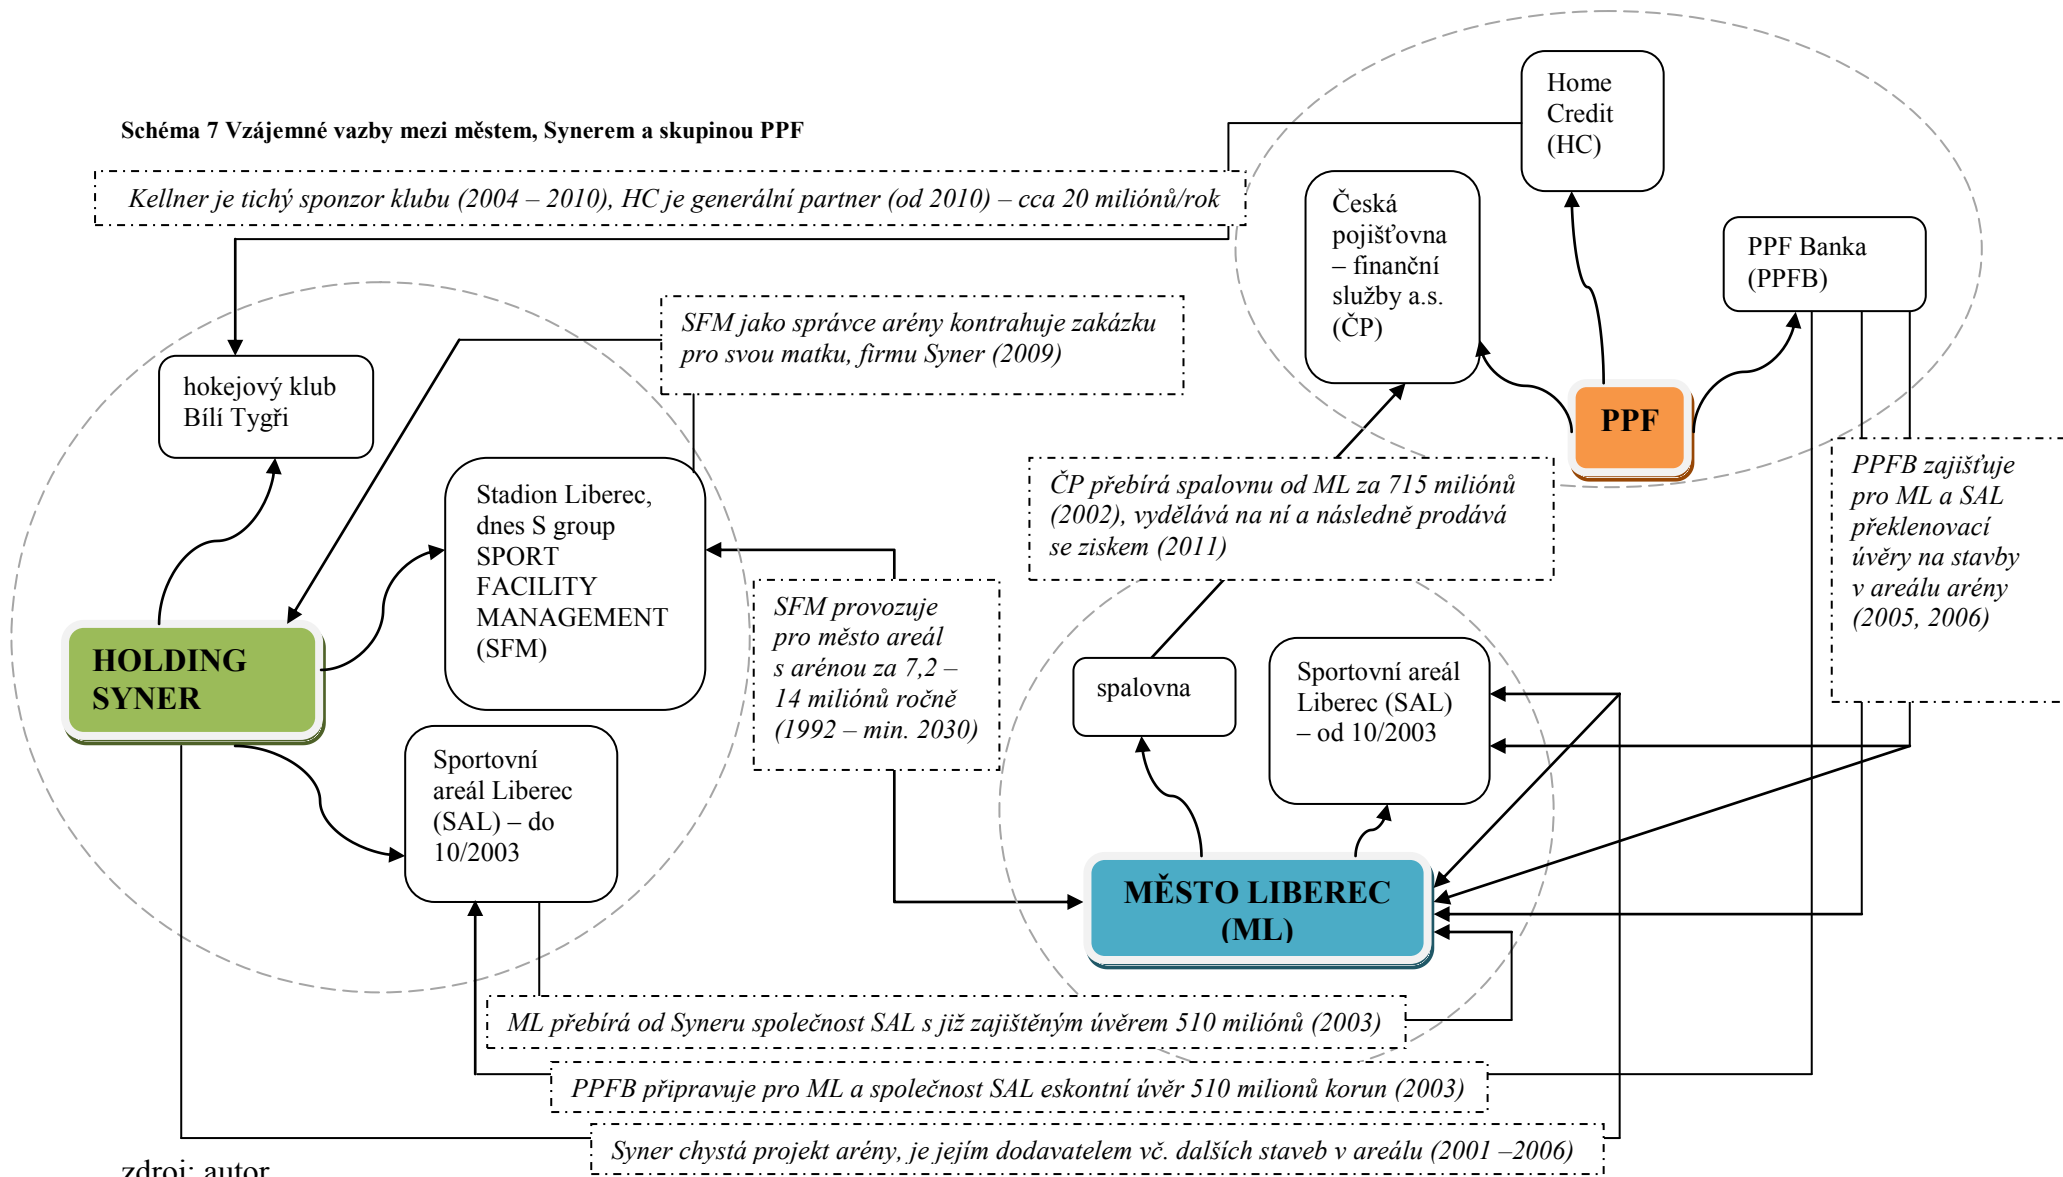 Schéma 7 Vzájemné vazby mezi městem, Synerem a skupinou PPF
Kellner je tichý sponzor klubu (2004 – 2010), HC je generální partner (od 2010) – cca 20 miliónů/rok
Home
Credit
(HC)
Česká
pojišťovna
– finanční
služby a.s.
(ČP)
PPF Banka
(PPFB)
PPF
SFM jako správce arény kontrahuje zakázku
pro svou matku, firmu Syner (2009)
hokejový klub
Bílí Tygři
Stadion Liberec,
dnes S group
SPORT
FACILITY
MANAGEMENT
(SFM)
ČP přebírá spalovnu od ML za 715 miliónů
(2002), vydělává na ní a následně prodává
se ziskem (2011)
PPFB zajišťuje
pro ML a SAL
překlenovací
úvěry na stavby
v areálu arény
(2005, 2006)
SFM provozuje
pro město areál
s arénou za 7,2 –
14 miliónů ročně
(1992 – min. 2030)
HOLDING
SYNER
spalovna
Sportovní areál
Liberec (SAL)
– od 10/2003
Sportovní
areál Liberec
(SAL) – do
10/2003
MĚSTO LIBEREC
(ML)
ML přebírá od Syneru společnost SAL s již zajištěným úvěrem 510 miliónů (2003)
PPFB připravuje pro ML a společnost SAL eskontní úvěr 510 milionů korun (2003)
Syner chystá projekt arény, je jejím dodavatelem vč. dalších staveb v areálu (2001 –2006)
zdroj: autor